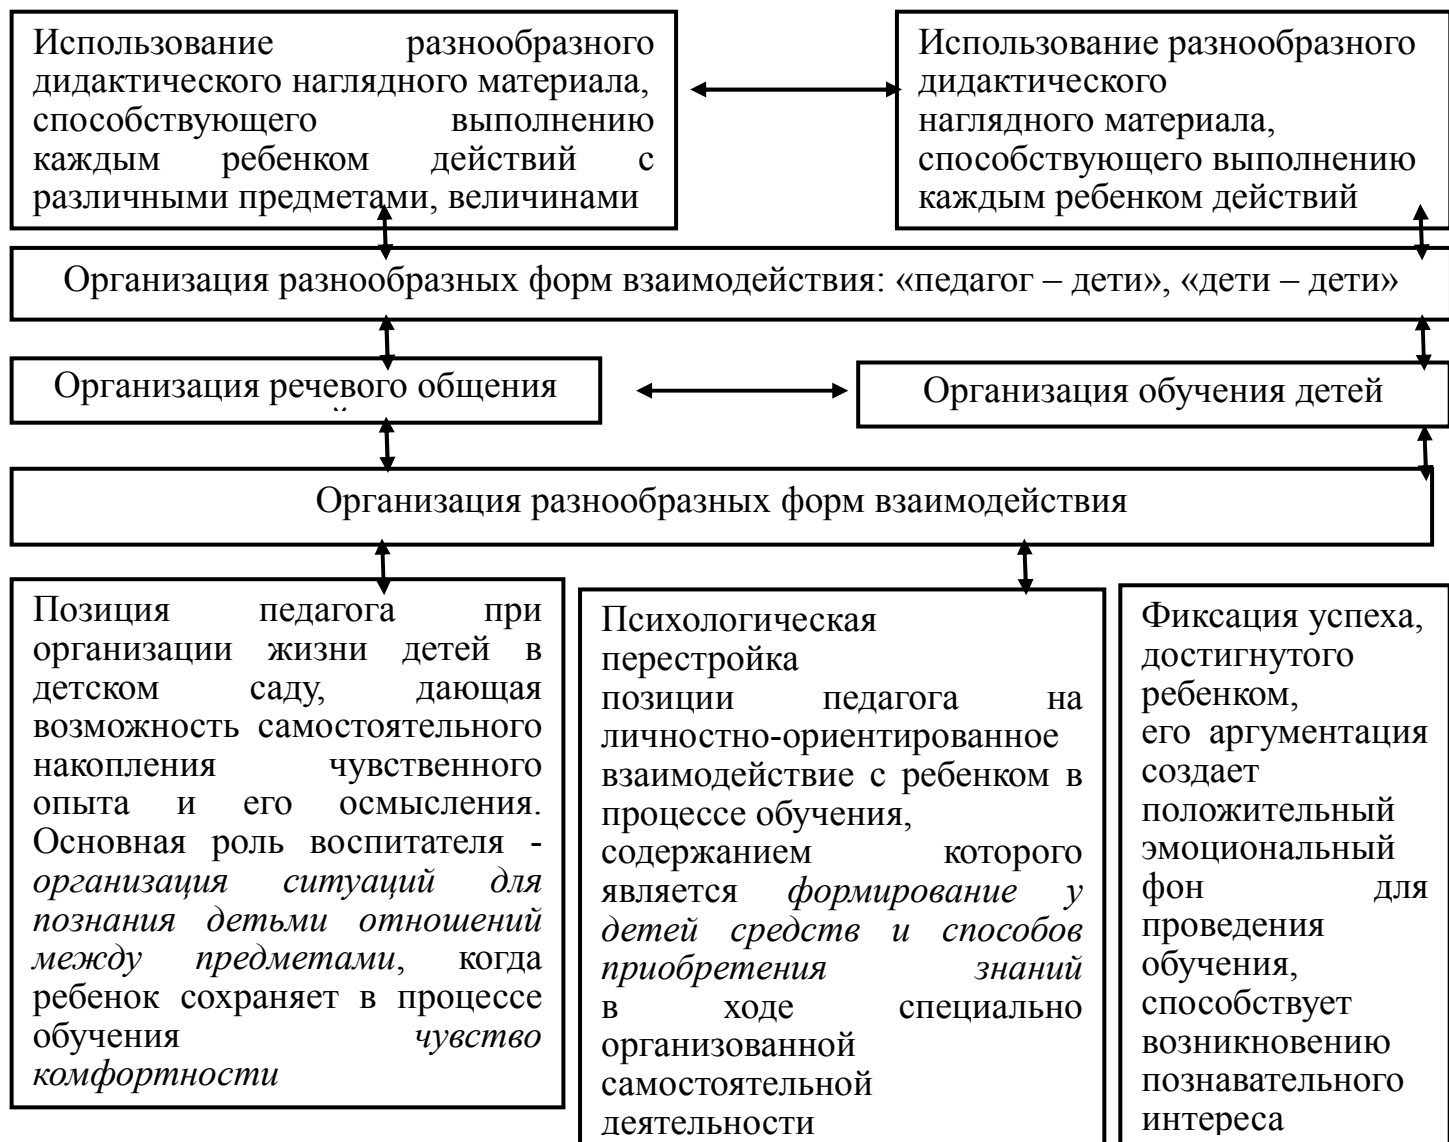 Использование разнообразного
дидактического наглядного материала,
способствующего выполнению
каждым ребенком действий с
различными предметами, величинами
Использование разнообразного
дидактического
наглядного материала,
способствующего выполнению
каждым ребенком действий
Организация разнообразных форм взаимодействия: «педагог – дети», «дети – дети»
Организация речевого общения
Организация обучения детей
Организация разнообразных форм взаимодействия
Позиция педагога при
организации жизни детей в
детском саду, дающая
возможность самостоятельного
накопления чувственного
опыта и его осмысления.
Основная роль воспитателя -
организация ситуаций для
познания детьми отношений
между предметами, когда
ребенок сохраняет в процессе
обучения чувство
комфортности
Психологическая
перестройка
позиции педагога на
личностно-ориентированное
взаимодействие с ребенком в
процессе обучения,
содержанием которого
является формирование у
детей средств и способов
приобретения знаний
в ходе специально
организованной
самостоятельной
деятельности
Фиксация успеха,
достигнутого
ребенком,
его аргументация
создает
положительный
эмоциональный
фон для
проведения
обучения,
способствует
возникновению
познавательного
интереса